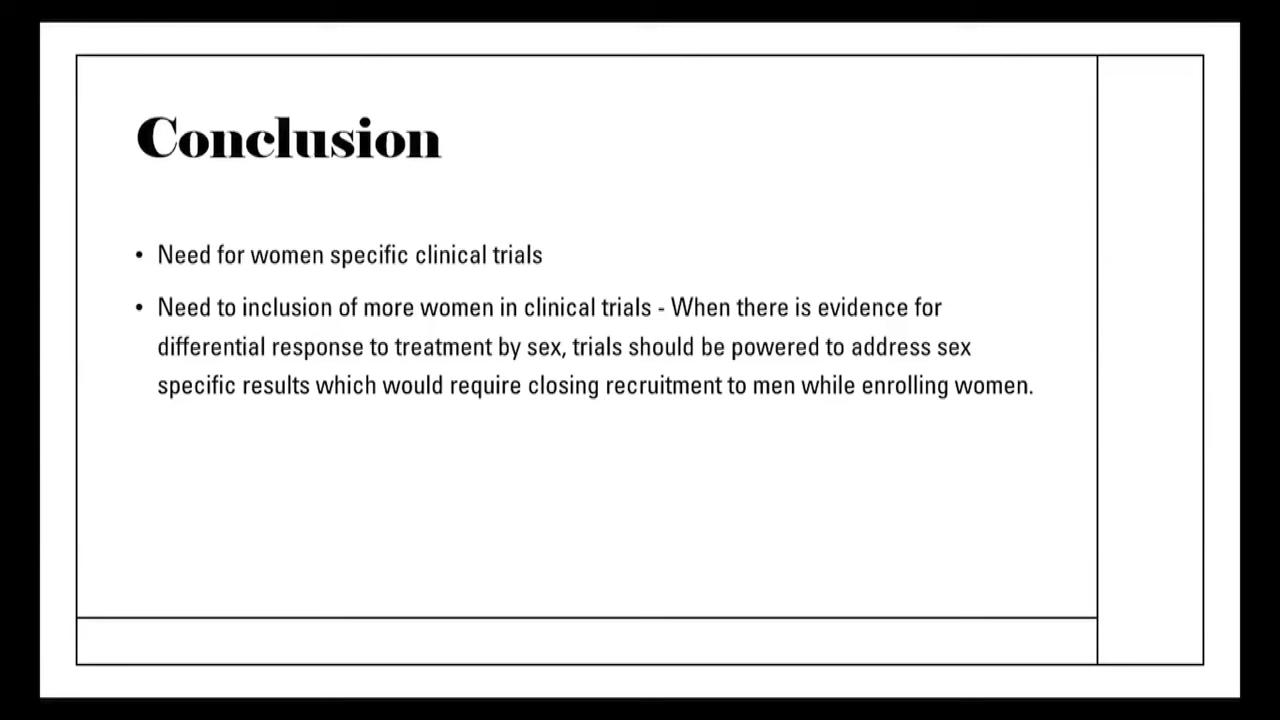 Conclusion
• Need for women specific clinical trials
• Need to inclusion of more women in clinical trials - When there is evidence for
differential response to treatment by sex, trials should be powered to address sex
specific results which would require closing recruitment to men while enrolling women.